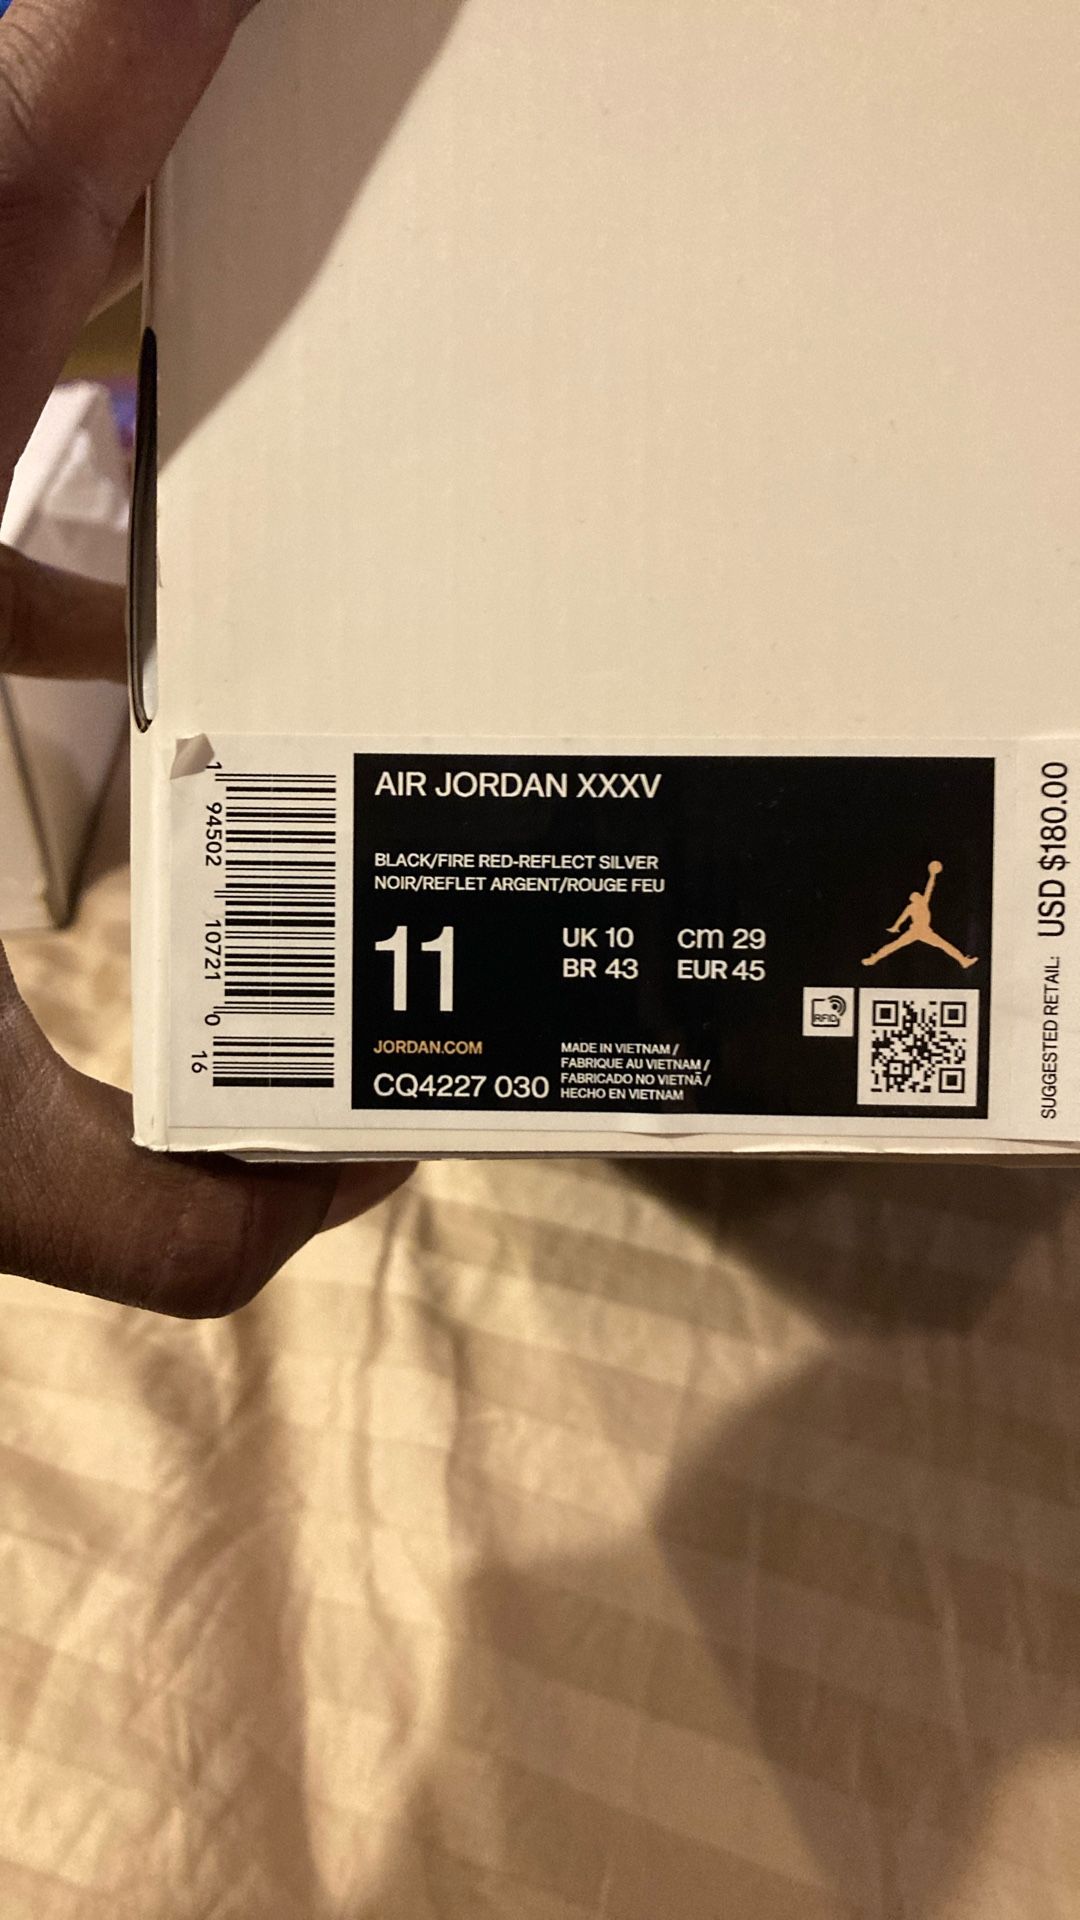 AIR JORDAN XXXV
BLACK/FIRE RED-REFLECT SILVER
NOIR/REFLET ARGENT/ROUGE FEU
11
UK 10 cm 29
BR 43 EUR 45
RFID
JORDAN.COM
CQ4227 030
MADE IN VIETNAM /
FABRIQUE AU VIETNAM /
FABRICADO NO VIETNÃ /
HECHO EN VIETNAM
1 94502 10721 0 16
SUGGESTED RETAIL: USD $180.00